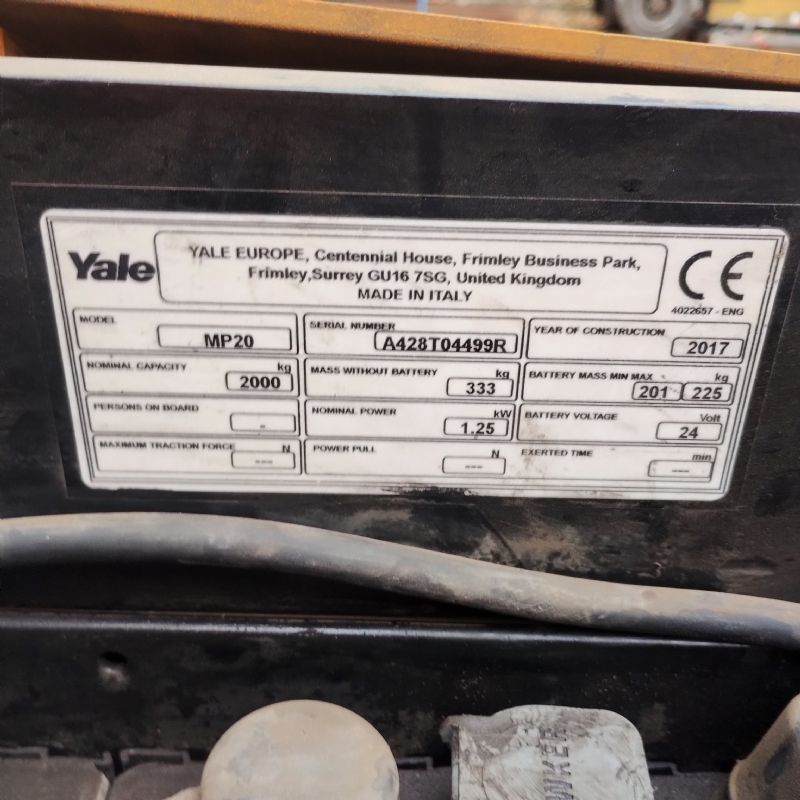 Yale
YALE EUROPE, Centennial House, Frimley Business Park,
Frimley,Surrey GU16 7SG, United Kingdom
MADE IN ITALY
CE
4022657 - ENG
MODEL
MP20
SERIAL NUMBER
A428T04499R
YEAR OF CONSTRUCTION
2017
NOMINAL CAPACITY kg
2000
MASS WITHOUT BATTERY kg
333
BATTERY MASS MIN MAX kg
201 225
PERSONS ON BOARD
-
NOMINAL POWER kW
1.25
BATTERY VOLTAGE Volt
24
MAXIMUM TRACTION FORCE N
---
POWER PULL N
---
EXERTED TIME min
---